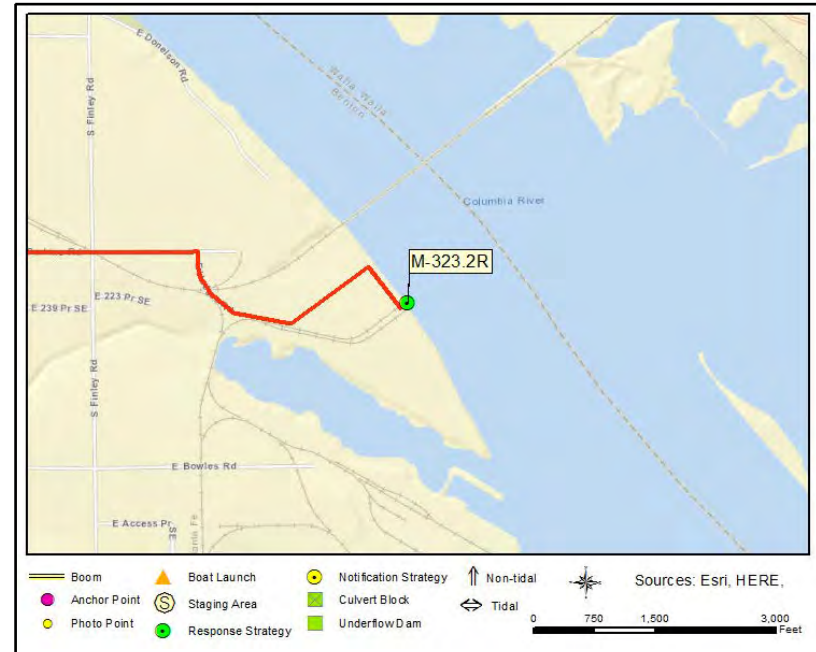 E Donelson Rd
S Finley Rd
Walla Walla
Benton
Columbia River
M-323.2R
E 223 Pr SE
E 239 Pr SE
S Finley Rd
E Bowles Rd
E Access Pr
SE
Boom
Anchor Point
Photo Point
Boat Launch
Staging Area
Response Strategy
Notification Strategy
Culvert Block
Underflow Dam
Non-tidal
Tidal
Sources: Esri, HERE,
0 750 1,500 3,000
Feet